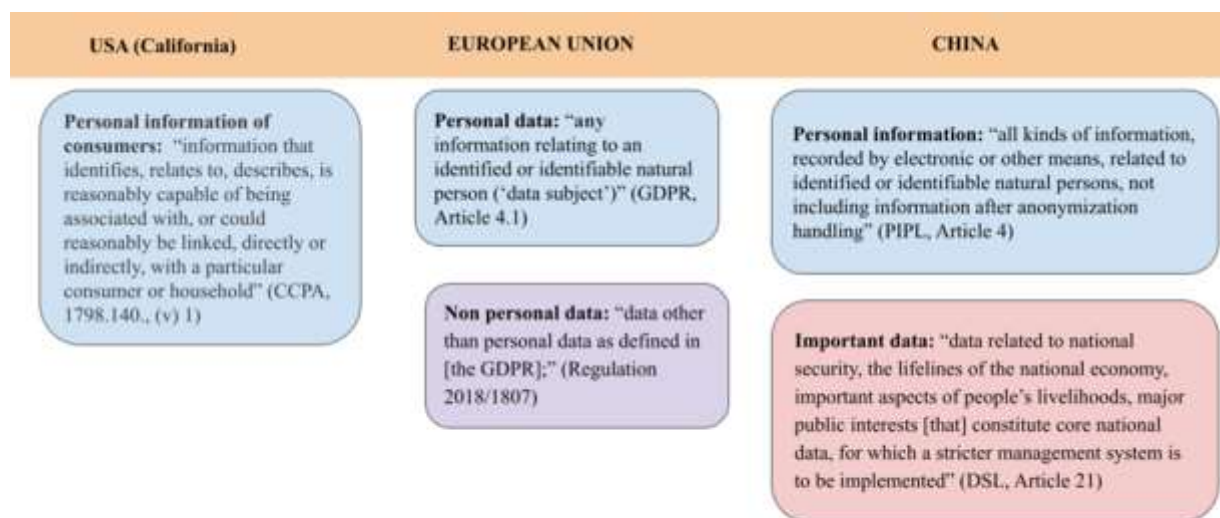 USA (California)
EUROPEAN UNION
CHINA
Personal information of
consumers: “information that
identifies, relates to, describes, is
reasonably capable of being
associated with, or could
reasonably be linked, directly or
indirectly, with a particular
consumer or household” (CCPA,
1798.140., (v) 1)
Personal data: “any
information relating to an
identified or identifiable natural
person (‘data subject’)” (GDPR,
Article 4.1)
Non personal data: “data other
than personal data as defined in
[the GDPR];” (Regulation
2018/1807)
Personal information: “all kinds of information,
recorded by electronic or other means, related to
identified or identifiable natural persons, not
including information after anonymization
handling” (PIPL, Article 4)
Important data: “data related to national
security, the lifelines of the national economy,
important aspects of people’s livelihoods, major
public interests [that] constitute core national
data, for which a stricter management system is
to be implemented” (DSL, Article 21)